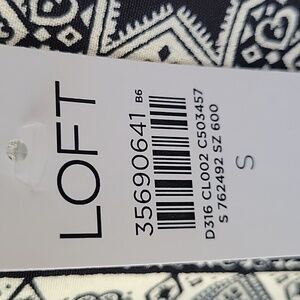 LOFT
35690641 B6
D316 CL002 C503457
S 762492 SZ 600
S